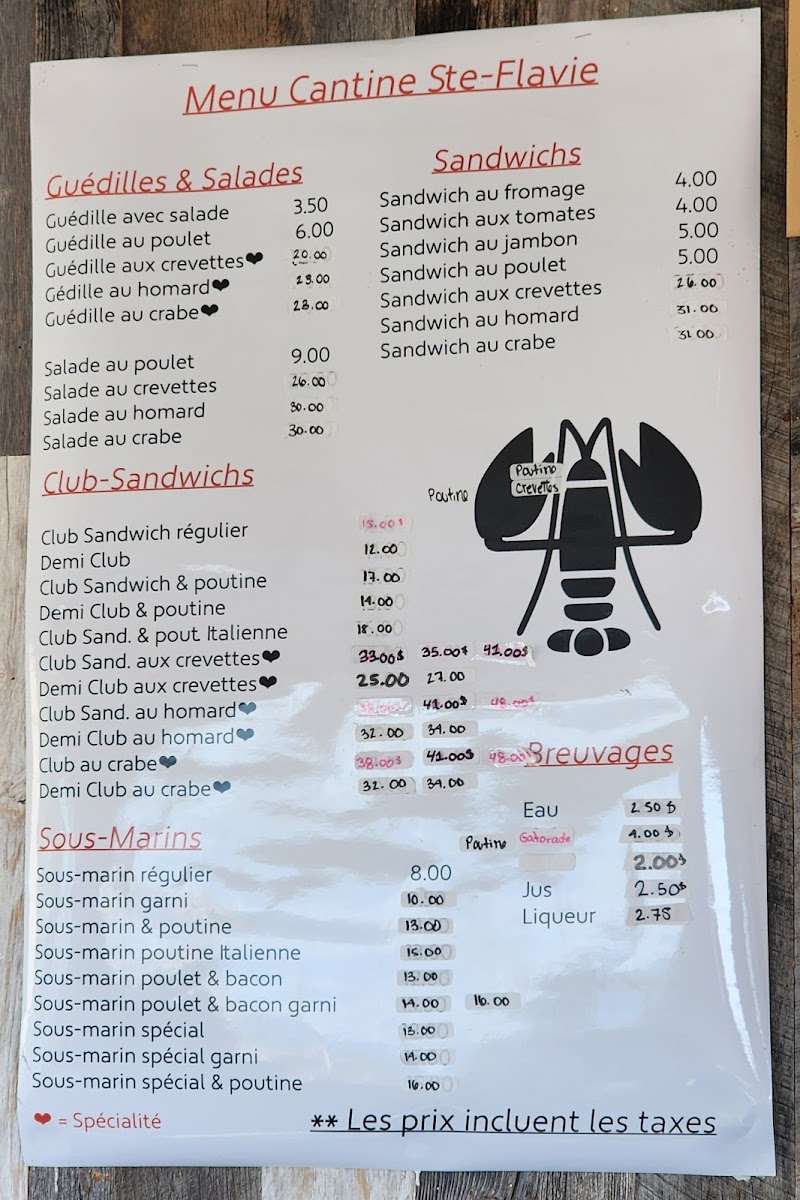 Menu Cantine Ste-Flavie
Guédilles & Salades
Guédille avec salade 3.50
Guédille au poulet 6.00
Guédille aux crevettes❤ 20.00
Gédille au homard❤ 23.00
Guédille au crabe❤ 23.00
Salade au poulet 9.00
Salade au crevettes 26.00
Salade au homard 30.00
Salade au crabe 30.00
Sandwichs
Sandwich au fromage 4.00
Sandwich aux tomates 4.00
Sandwich au jambon 5.00
Sandwich au poulet 5.00
Sandwich aux crevettes 26.00
Sandwich au homard 31.00
Sandwich au crabe 31.00
Club-Sandwichs
Poutine Poutine
Crevettes
Club Sandwich régulier 15.00$
Demi Club 12.00
Club Sandwich & poutine 17.00
Demi Club & poutine 14.00
Club Sand. & pout Italienne 18.00
Club Sand. aux crevettes❤ 33.00$ 35.00$ 42.00$
Demi Club aux crevettes❤ 25.00 27.00
Club Sand. au homard❤ 38.00$ 41.00$ 48.00$
Demi Club au homard❤ 32.00 34.00
Club au crabe❤ 38.00$ 41.00$ 48.00$
Demi Club au crabe❤ 32.00 34.00
Breuvages
Eau 2.50$
Gatorade 4.00$
2.00$
Jus 2.50$
Liqueur 2.75
Sous-Marins
Poutine
Sous-marin régulier 8.00
Sous-marin garni 10.00
Sous-marin & poutine 13.00
Sous-marin poutine Italienne 15.00
Sous-marin poulet & bacon 13.00
Sous-marin poulet & bacon garni 14.00 16.00
Sous-marin spécial 13.00
Sous-marin spécial garni 14.00
Sous-marin spécial & poutine 16.00
❤ = Spécialité
** Les prix incluent les taxes